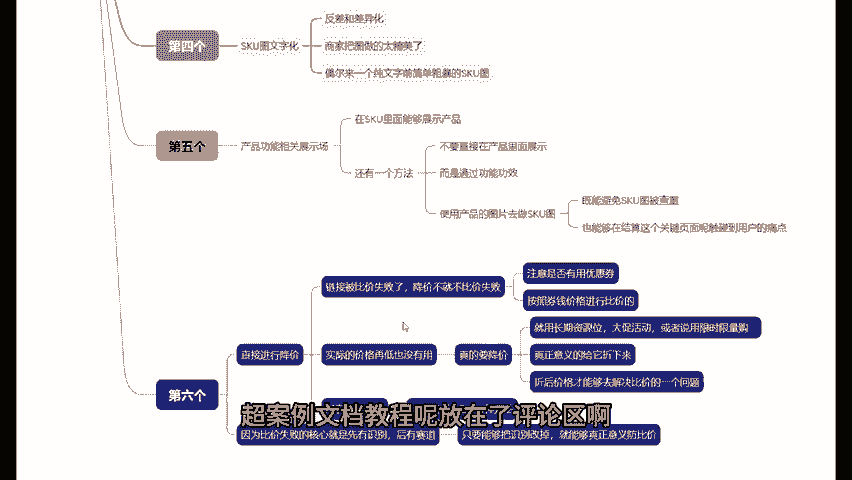 第四个
SKU图文字化
反差和差异化
商家把图做的太精美了
偶尔来一个纯文字的简单粗暴的SKU图
第五个
产品功能相关展示场
在SKU里面能够展示产品
还有一个方法
不要直接在产品里面展示
而是通过功能功效
使用产品的图片去做SKU图
既能避免SKU图被查重
也能够在结算这个关键页面呢触碰到用户的痛点
第六个
直接进行降价
链接被比价失败了，降价不就不比价失败
注意是否有用优惠券
按照券钱价格进行比价的
实际的价格再低也没有用
真的要降价
就用长期资源位，大促活动，或者说用限时限量购
真正意义的给它折下来
折后价格才能够去解决比价的一个问题
超案例文档教程呢放在了评论区啊
因为比价失败的核心就是先有识别，后有赛道
只要能够把识别改掉，就能够真正意义防比价